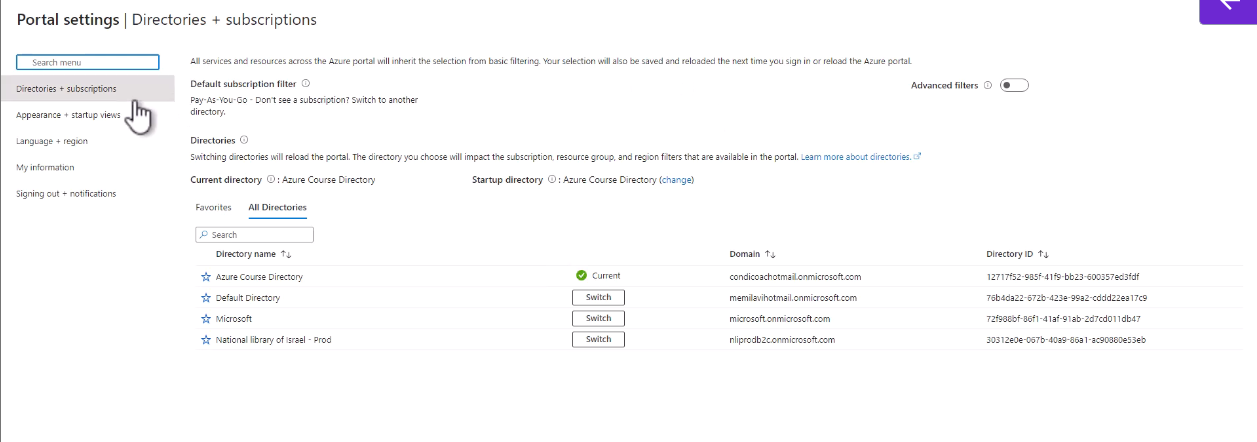 Portal settings | Directories + subscriptions
Search menu
Directories + subscriptions
Appearance + startup views
Language + region
My information
Signing out + notifications
All services and resources across the Azure portal will inherit the selection from basic filtering. Your selection will also be saved and reloaded the next time you sign in or reload the Azure portal.
Default subscription filter
Advanced filters
Pay-As-You-Go - Don't see a subscription? Switch to another
directory.
Directories
Switching directories will reload the portal. The directory you choose will impact the subscription, resource group, and region filters that are available in the portal. Learn more about directories.
Current directory : Azure Course Directory Startup directory : Azure Course Directory (change)
Favorites All Directories
Search
Directory name Domain Directory ID
Azure Course Directory Current condicoachotmail.onmicrosoft.com 12717f52-985f-41f9-bb23-600357ed3fdf
Default Directory Switch memilavihotmail.onmicrosoft.com 76b4da22-672b-423e-99a2-cddd22ea17c9
Microsoft Switch microsoft.onmicrosoft.com 72f988bf-86f1-41af-91ab-2d7cd011db47
National library of Israel - Prod Switch nliprodb2c.onmicrosoft.com 30312e0e-067b-40a9-86a1-ac90880e53eb